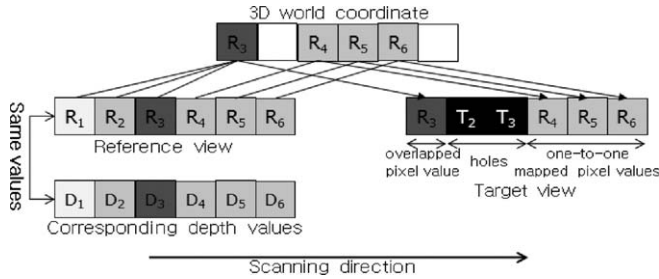 3D world coordinate
R3 R4 R5 R6
R1 R2 R3 R4 R5 R6
R3 T2 T3 R4 R5 R6
Same values
Reference view
overlapped pixel value
holes
one-to-one mapped pixel values
Target view
D1 D2 D3 D4 D5 D6
Corresponding depth values
Scanning direction